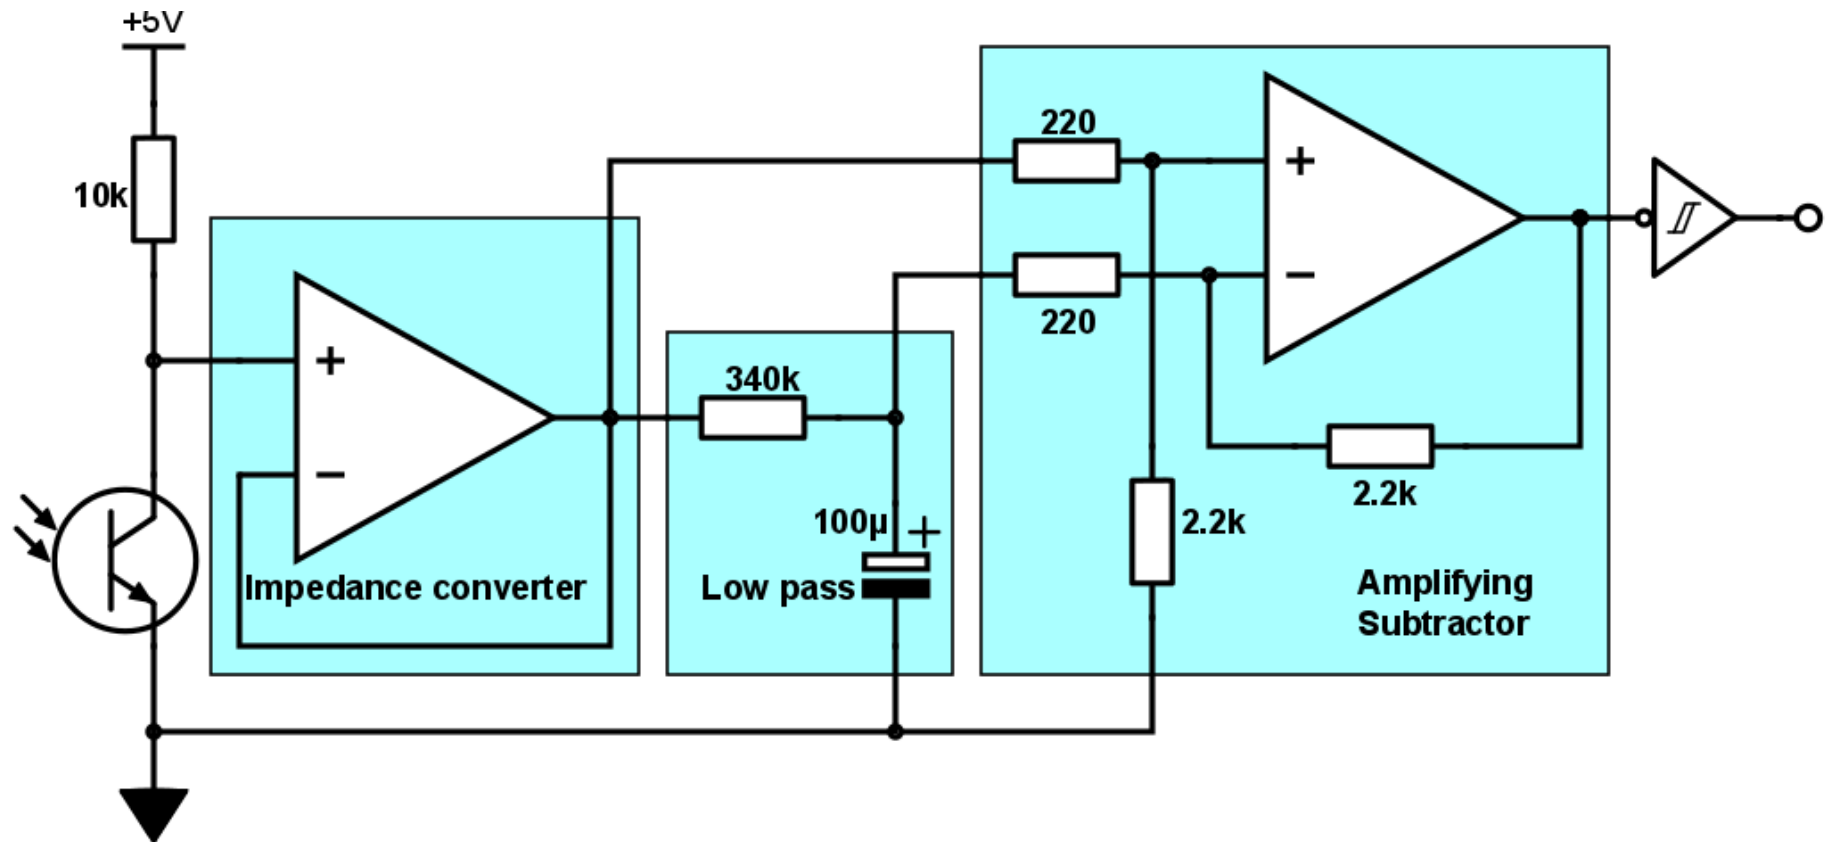 +5V
10k
220
220
340k
100µ
+
2.2k
2.2k
+
−
+
−
Impedance converter
Low pass
Amplifying
Subtractor